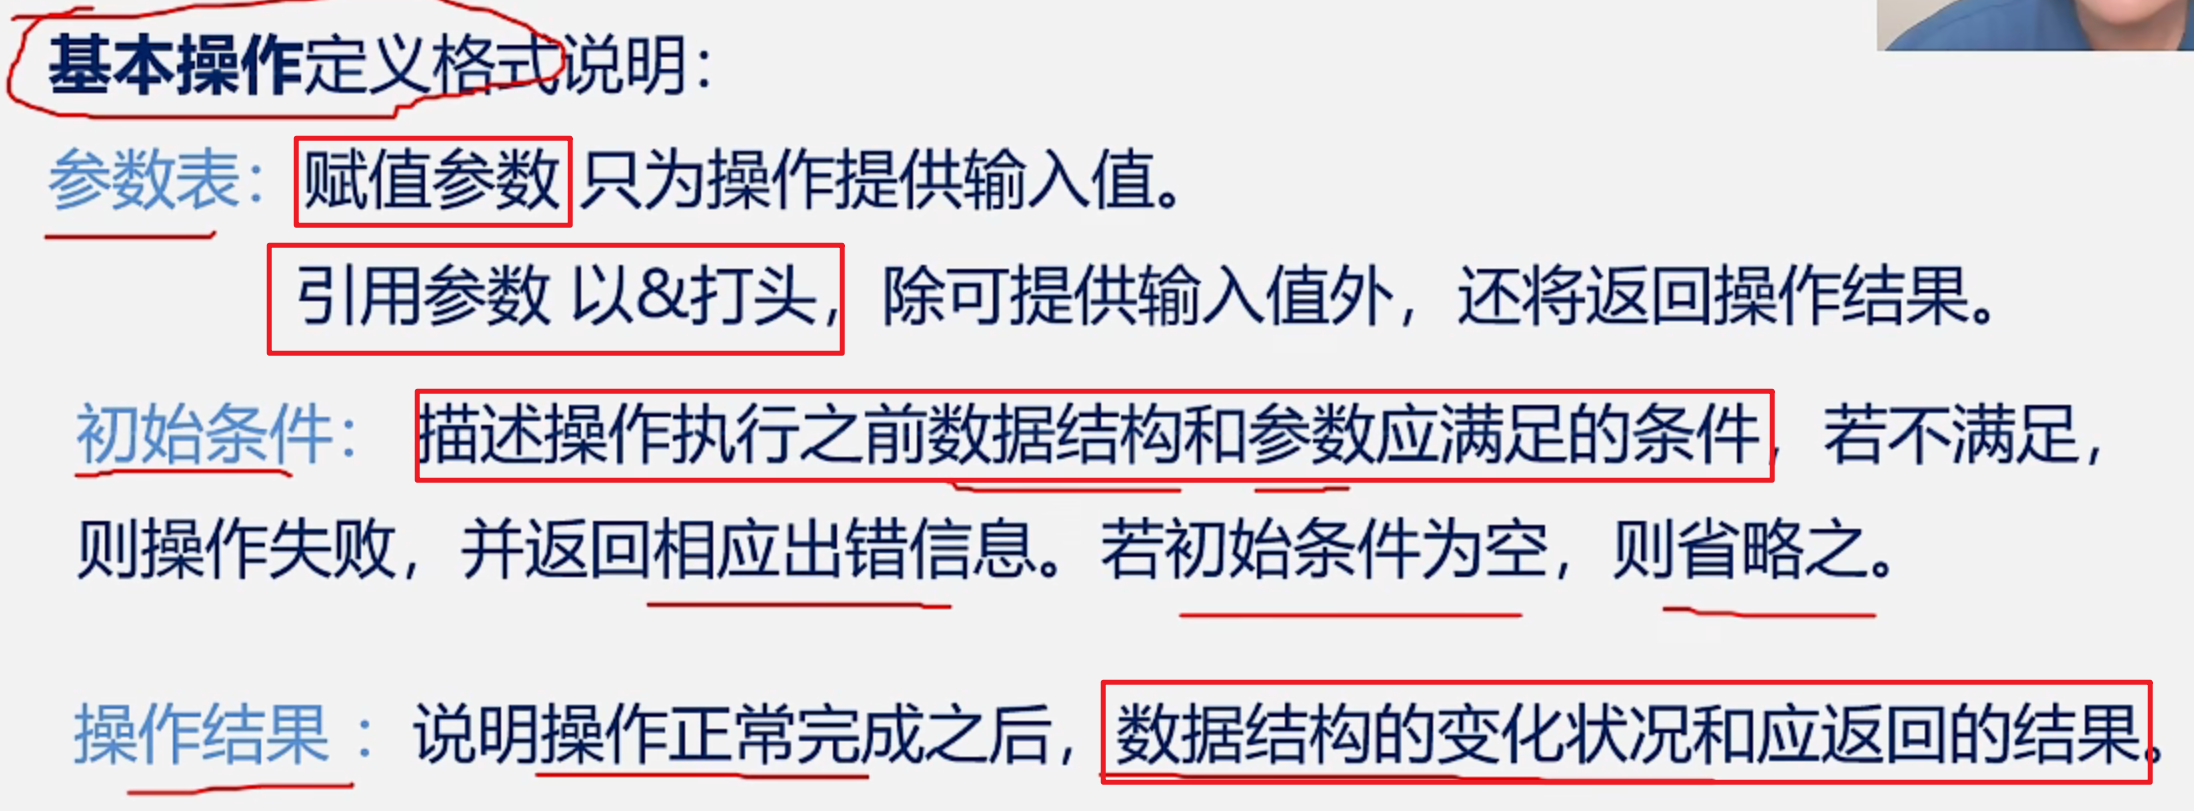 基本操作定义格式说明：
参数表：赋值参数 只为操作提供输入值。
引用参数 以&打头，除可提供输入值外，还将返回操作结果。
初始条件：描述操作执行之前数据结构和参数应满足的条件，若不满足，
则操作失败，并返回相应出错信息。若初始条件为空，则省略之。
操作结果：说明操作正常完成之后，数据结构的变化状况和应返回的结果。